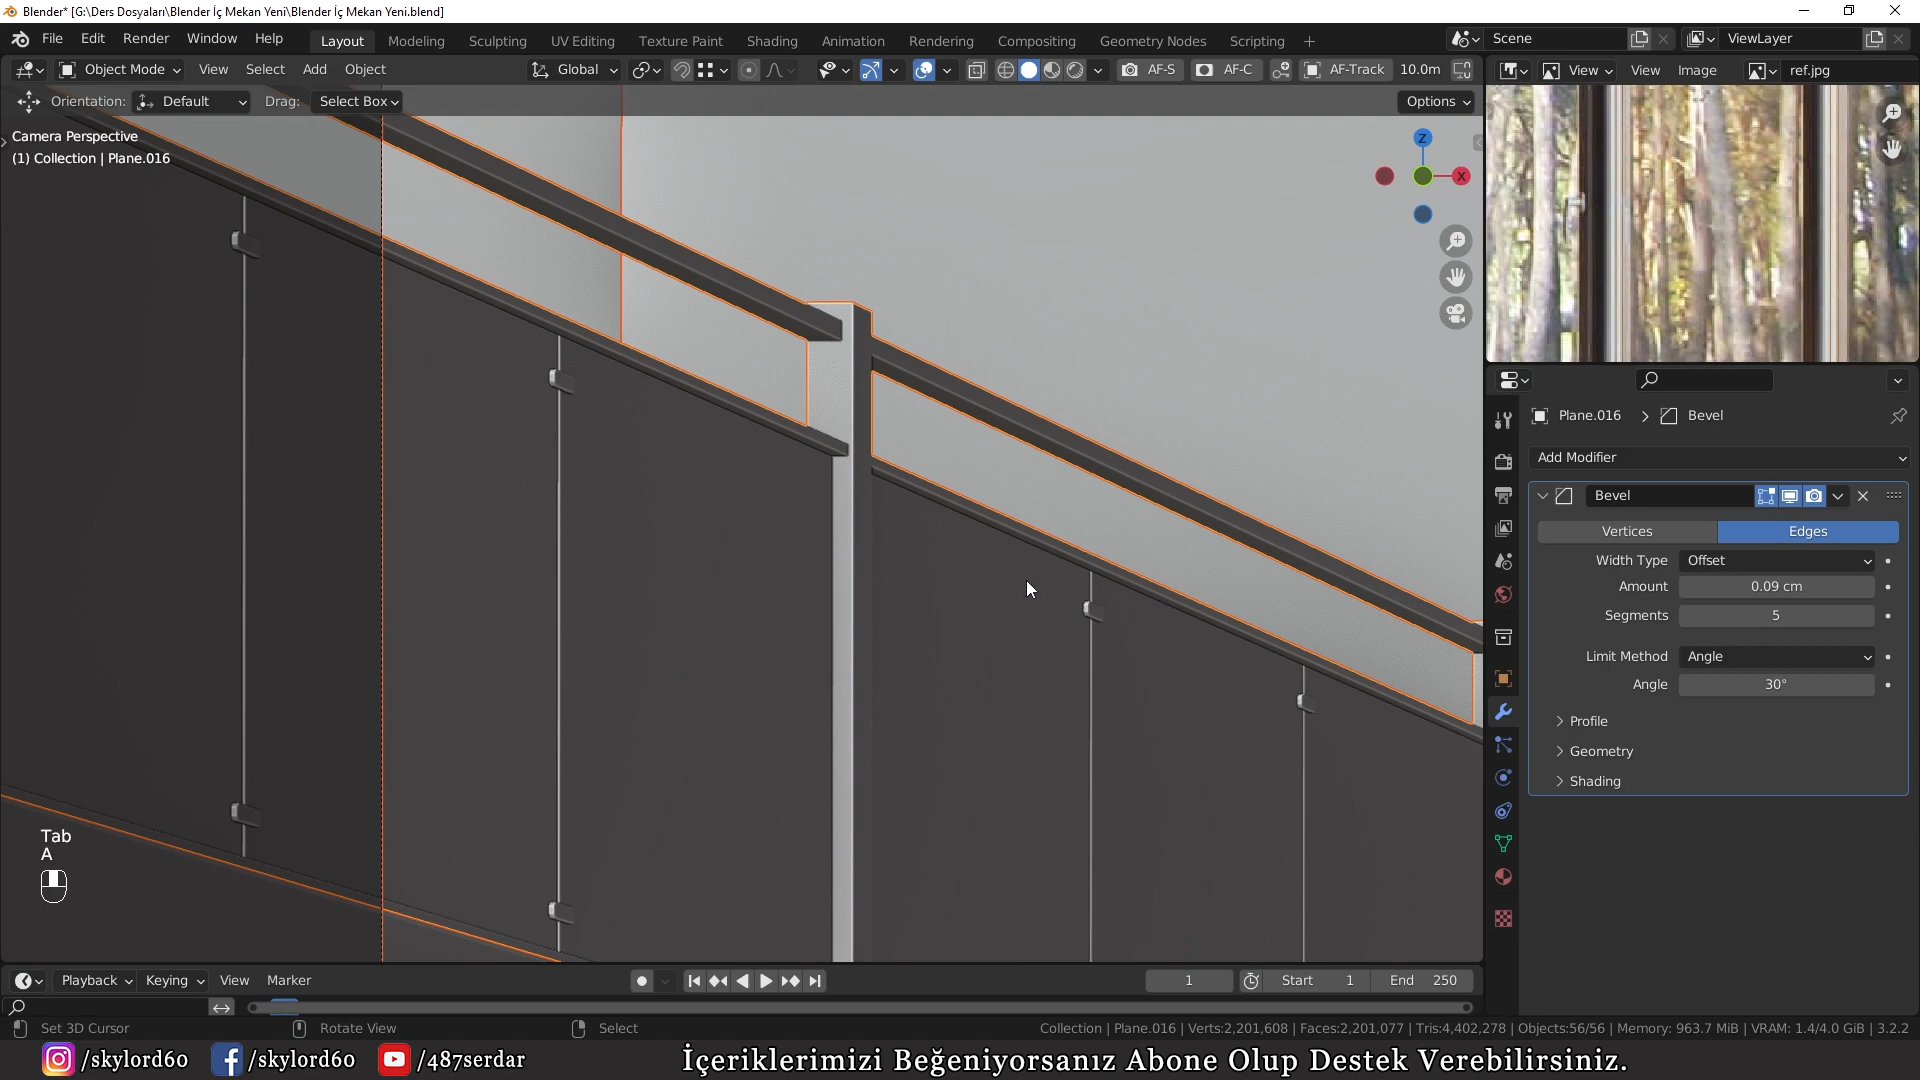 Blender* [G:\Ders Dosyaları\Blender İç Mekan Yeni\Blender İç Mekan Yeni.blend]
File Edit Render Window Help
Layout Modeling Sculpting UV Editing Texture Paint Shading Animation Rendering Compositing Geometry Nodes Scripting +
Scene ViewLayer
Object Mode View Select Add Object Global AF-S AF-C AF-Track 10.0m
View View Image ref.jpg
Orientation: Default Drag: Select Box Options
Camera Perspective
(1) Collection | Plane.016
Z
X
Plane.016 Bevel
Add Modifier
Bevel
Vertices Edges
Width Type Offset
Amount 0.09 cm
Segments 5
Limit Method Angle
Angle 30°
Profile
Geometry
Shading
Tab
A
Playback Keying View Marker 1 Start 1 End 250
Set 3D Cursor Rotate View Select Collection | Plane.016 | Verts:2,201,608 | Faces:2,201,077 | Tris:4,402,278 | Objects:56/56 | Memory: 963.7 MiB | VRAM: 1.4/4.0 GiB | 3.2.2
/skylord60 /skylord60 /487serdar İçeriklerimizi Beğeniyorsanız Abone Olup Destek Verebilirsiniz.